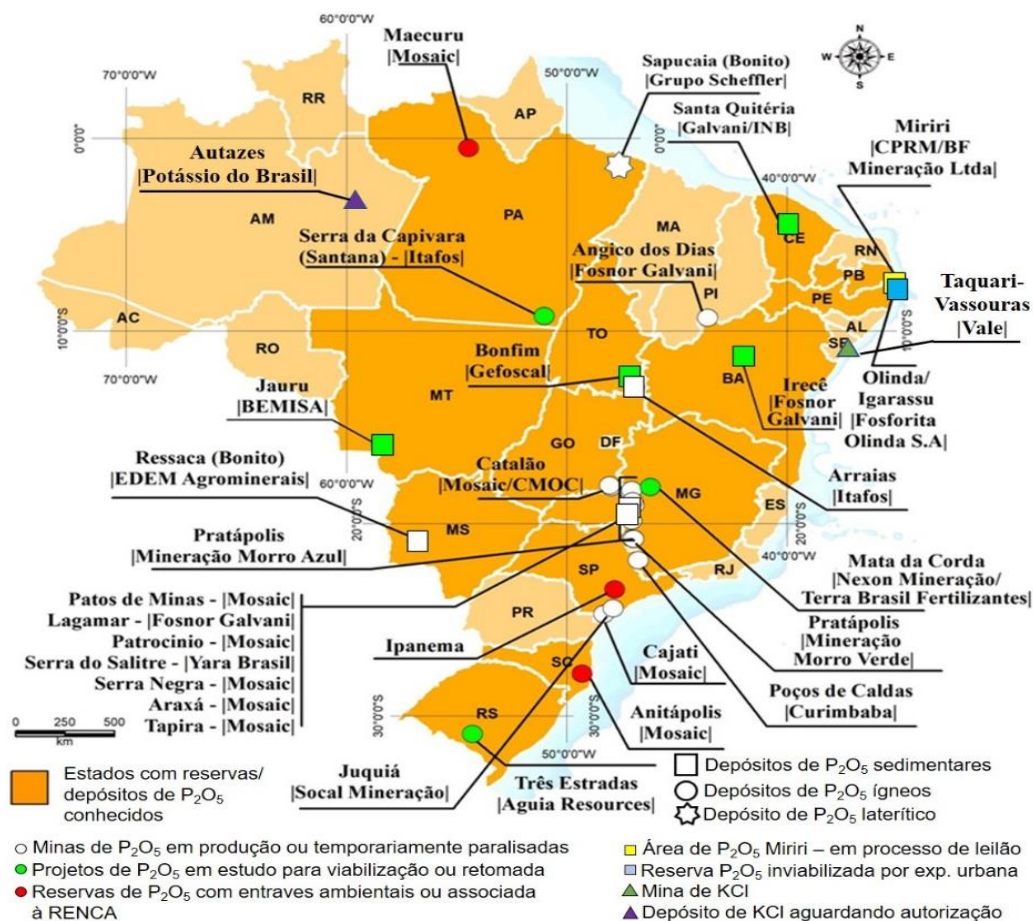 60°0'0"W
Maecuru
|Mosaic|
N
W E
S
70°0'0"W
50°0'0"W
Sapucaia (Bonito)
|Grupo Scheffler|
Santa Quitéria
|Galvani/INB|
RR
AP
0°0'0"
0°0'0"
Miriri
|CPRM/BF
Mineração Ltda|
Autazes
|Potássio do Brasil|
40°0'0"W
AM
PA
MA
CE
RN
PB
PE
AL
SE
PI
Serra da Capivara
(Santana) - |Itafos|
Angico dos Dias
|Fosnor Galvani|
Taquari-
Vassouras
|Vale|
AC
10°0'0"S
10°0'0"S
RO
TO
BA
70°0'0"W
Bonfim
|Gefoscal|
Irecê
|Fosnor
Galvani|
Olinda/
Igarassu
|Fosforita
Olinda S.A|
Jauru
|BEMISA|
MT
GO
DF
Ressaca (Bonito)
|EDEM Agrominerais|
60°0'0"W
Catalão
|Mosaic/CMOC|
MG
Arraias
|Itafos|
ES
20°0'0"S
20°0'0"S
MS
40°0'0"W
Pratápolis
|Mineração Morro Azul|
SP
RJ
Mata da Corda
|Nexon Mineração/
Terra Brasil Fertilizantes|
Patos de Minas - |Mosaic|
Lagamar - |Fosnor Galvani|
Patrocinio - |Mosaic|
Serra do Salitre - |Yara Brasil|
Serra Negra - |Mosaic|
Araxá - |Mosaic|
Tapira - |Mosaic|
PR
Ipanema
Pratápolis
|Mineração
Morro Verde|
Cajati
|Mosaic|
SC
Poços de Caldas
|Curimbaba|
Anitápolis
|Mosaic|
0 250 500
km
30°0'0"S
30°0'0"S
RS
50°0'0"W
Juquiá
|Socal Mineração|
Três Estradas
|Aguia Resources|
Estados com reservas/
depósitos de P₂O₅
conhecidos
Depósitos de P₂O₅ sedimentares
Depósitos de P₂O₅ ígneos
Depósito de P₂O₅ laterítico
Minas de P₂O₅ em produção ou temporariamente paralisadas
Projetos de P₂O₅ em estudo para viabilização ou retomada
Reservas de P₂O₅ com entraves ambientais ou associada
à RENCA
Área de P₂O₅ Miriri – em processo de leilão
Reserva P₂O₅ inviabilizada por exp. urbana
Mina de KCl
Depósito de KCl aguardando autorização